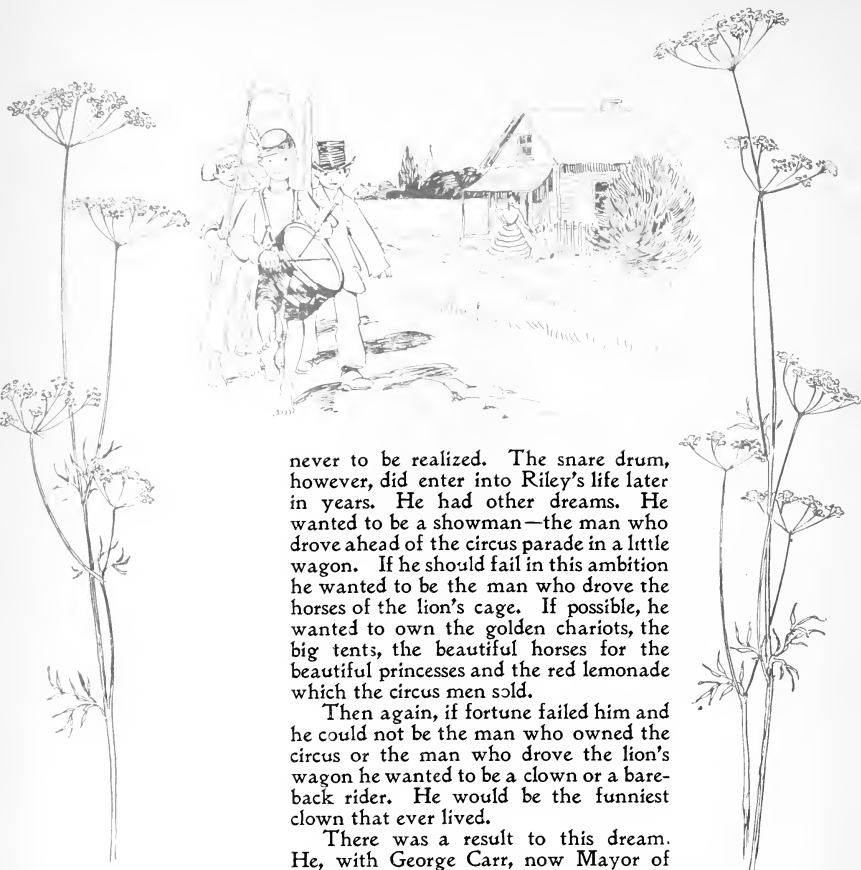 never to be realized. The snare drum,
however, did enter into Riley's life later
in years. He had other dreams. He
wanted to be a showman—the man who
drove ahead of the circus parade in a little
wagon. If he should fail in this ambition
he wanted to be the man who drove the
horses of the lion's cage. If possible, he
wanted to own the golden chariots, the
big tents, the beautiful horses for the
beautiful princesses and the red lemonade
which the circus men sold.
Then again, if fortune failed him and
he could not be the man who owned the
circus or the man who drove the lion's
wagon he wanted to be a clown or a bare-
back rider. He would be the funniest
clown that ever lived.
There was a result to this dream.
He, with George Carr, now Mayor of